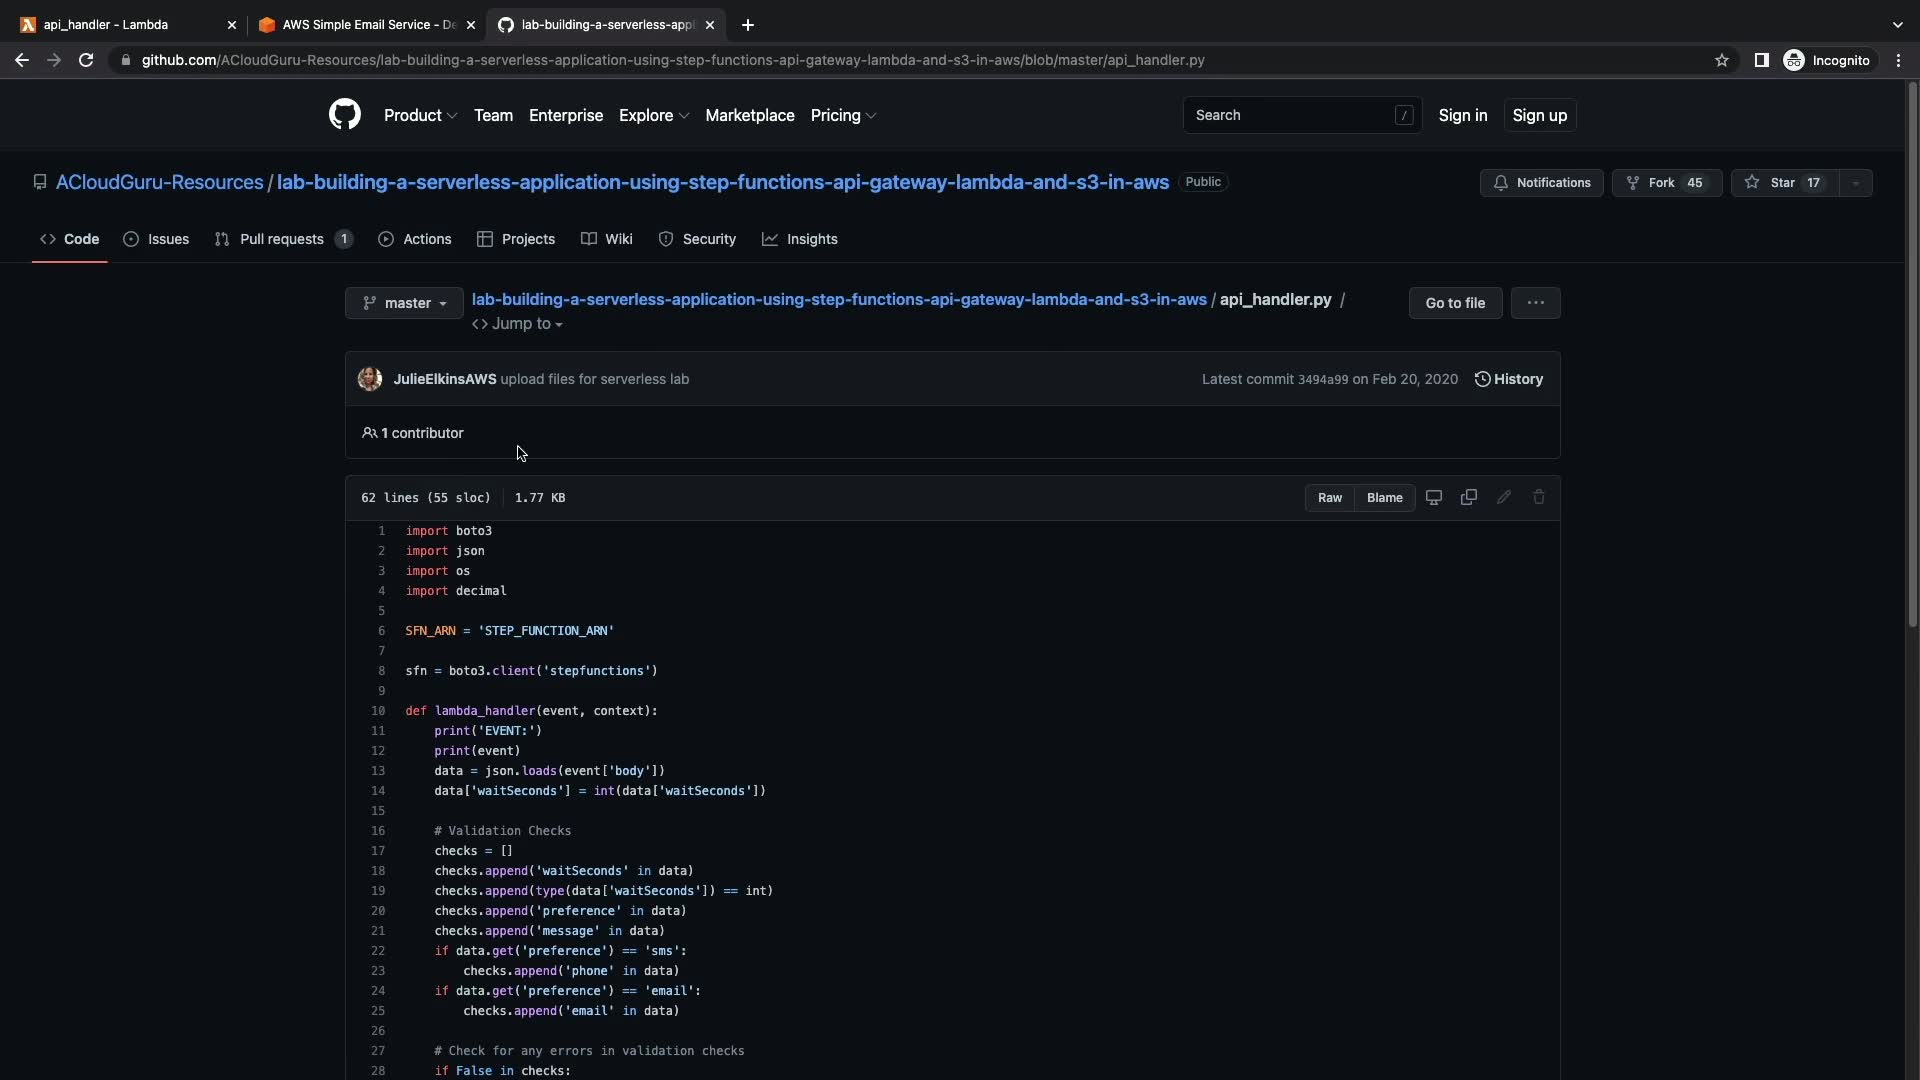 api_handler - Lambda
AWS Simple Email Service - De
lab-building-a-serverless-appl
github.com/ACloudGuru-Resources/lab-building-a-serverless-application-using-step-functions-api-gateway-lambda-and-s3-in-aws/blob/master/api_handler.py
Incognito
Product Team Enterprise Explore Marketplace Pricing
Search /
Sign in
Sign up
ACloudGuru-Resources / lab-building-a-serverless-application-using-step-functions-api-gateway-lambda-and-s3-in-aws Public
Notifications
Fork 45
Star 17
<> Code Issues Pull requests 1 Actions Projects Wiki Security Insights
master
lab-building-a-serverless-application-using-step-functions-api-gateway-lambda-and-s3-in-aws / api_handler.py /
<> Jump to
Go to file
...
JulieElkinsAWS upload files for serverless lab
Latest commit 3494a99 on Feb 20, 2020
History
1 contributor
62 lines (55 sloc) 1.77 KB
Raw Blame
1 import boto3
2 import json
3 import os
4 import decimal
5
6 SFN_ARN = 'STEP_FUNCTION_ARN'
7
8 sfn = boto3.client('stepfunctions')
9
10 def lambda_handler(event, context):
11 print('EVENT:')
12 print(event)
13 data = json.loads(event['body'])
14 data['waitSeconds'] = int(data['waitSeconds'])
15
16 # Validation Checks
17 checks = []
18 checks.append('waitSeconds' in data)
19 checks.append(type(data['waitSeconds']) == int)
20 checks.append('preference' in data)
21 checks.append('message' in data)
22 if data.get('preference') == 'sms':
23 checks.append('phone' in data)
24 if data.get('preference') == 'email':
25 checks.append('email' in data)
26
27 # Check for any errors in validation checks
28 if False in checks: